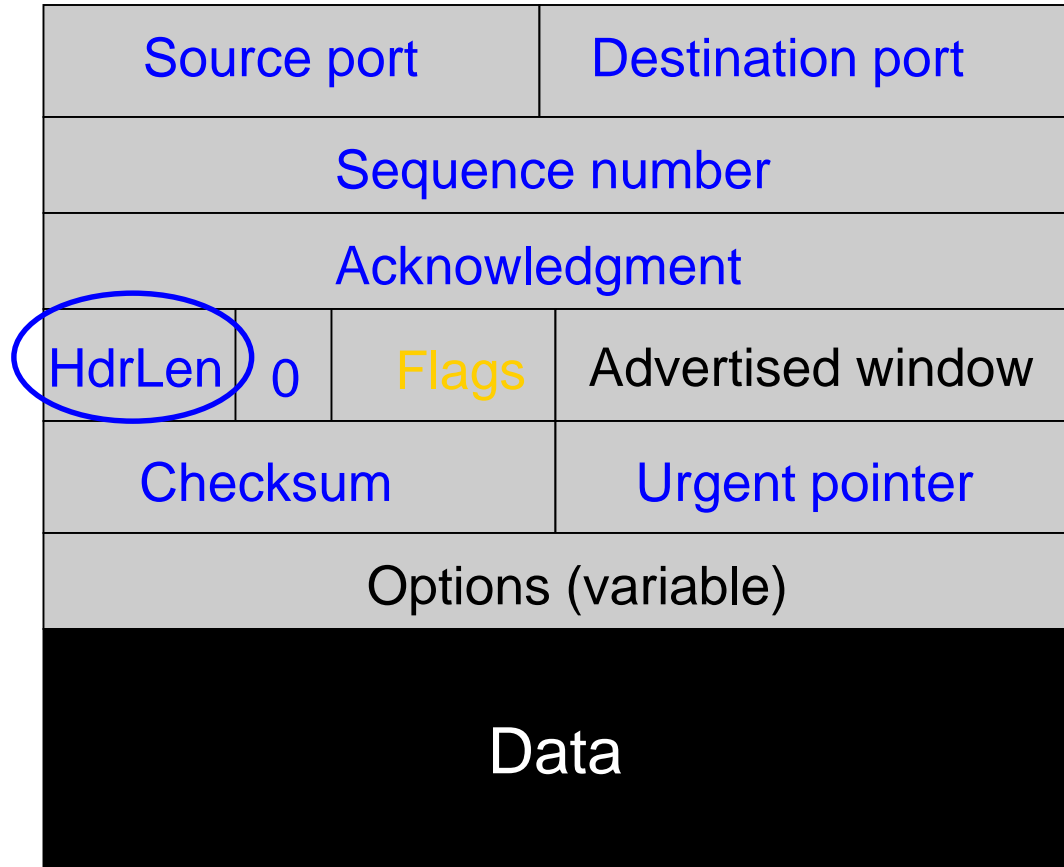 Source port Destination port
Sequence number
Acknowledgment
HdrLen 0 Flags Advertised window
Checksum Urgent pointer
Options (variable)
Data